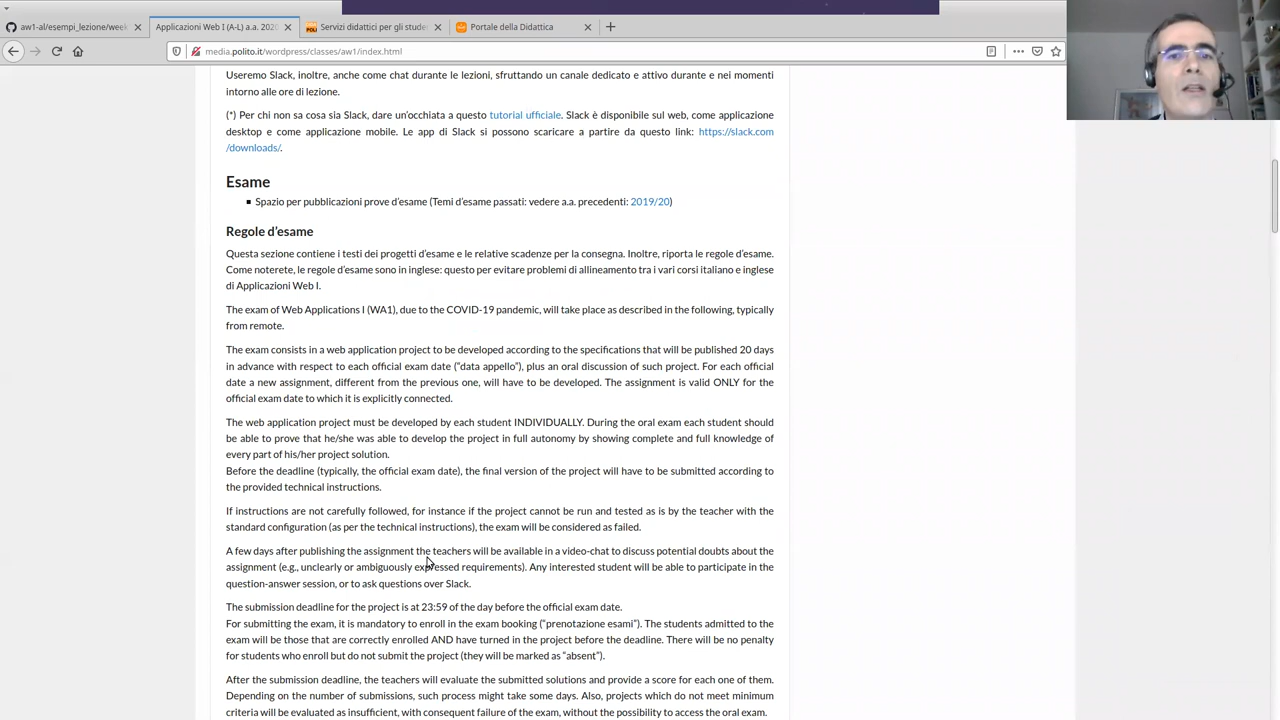 aw1-al/esempi_lezione/week
Applicazioni Web I (A-L) a.a. 2020
Servizi didattici per gli stude
Portale della Didattica
media.polito.it/wordpress/classes/aw1/index.html
Useremo Slack, inoltre, anche come chat durante le lezioni, sfruttando un canale dedicato e attivo durante e nei momenti
intorno alle ore di lezione.
(*) Per chi non sa cosa sia Slack, dare un'occhiata a questo tutorial ufficiale. Slack è disponibile sul web, come applicazione
desktop e come applicazione mobile. Le app di Slack si possono scaricare a partire da questo link: https://slack.com
/downloads/.
Esame
Spazio per pubblicazioni prove d'esame (Temi d'esame passati: vedere a.a. precedenti: 2019/20)
Regole d'esame
Questa sezione contiene i testi dei progetti d'esame e le relative scadenze per la consegna. Inoltre, riporta le regole d'esame.
Come noterete, le regole d'esame sono in inglese: questo per evitare problemi di allineamento tra i vari corsi italiano e inglese
di Applicazioni Web I.
The exam of Web Applications I (WA1), due to the COVID-19 pandemic, will take place as described in the following, typically
from remote.
The exam consists in a web application project to be developed according to the specifications that will be published 20 days
in advance with respect to each official exam date ("data appello"), plus an oral discussion of such project. For each official
date a new assignment, different from the previous one, will have to be developed. The assignment is valid ONLY for the
official exam date to which it is explicitly connected.
The web application project must be developed by each student INDIVIDUALLY. During the oral exam each student should
be able to prove that he/she was able to develop the project in full autonomy by showing complete and full knowledge of
every part of his/her project solution.
Before the deadline (typically, the official exam date), the final version of the project will have to be submitted according to
the provided technical instructions.
If instructions are not carefully followed, for instance if the project cannot be run and tested as is by the teacher with the
standard configuration (as per the technical instructions), the exam will be considered as failed.
A few days after publishing the assignment the teachers will be available in a video-chat to discuss potential doubts about the
assignment (e.g., unclearly or ambiguously expressed requirements). Any interested student will be able to participate in the
question-answer session, or to ask questions over Slack.
The submission deadline for the project is at 23:59 of the day before the official exam date.
For submitting the exam, it is mandatory to enroll in the exam booking ("prenotazione esami"). The students admitted to the
exam will be those that are correctly enrolled AND have turned in the project before the deadline. There will be no penalty
for students who enroll but do not submit the project (they will be marked as "absent").
After the submission deadline, the teachers will evaluate the submitted solutions and provide a score for each one of them.
Depending on the number of submissions, such process might take some days. Also, projects which do not meet minimum
criteria will be evaluated as insufficient, with consequent failure of the exam, without the possibility to access the oral exam.